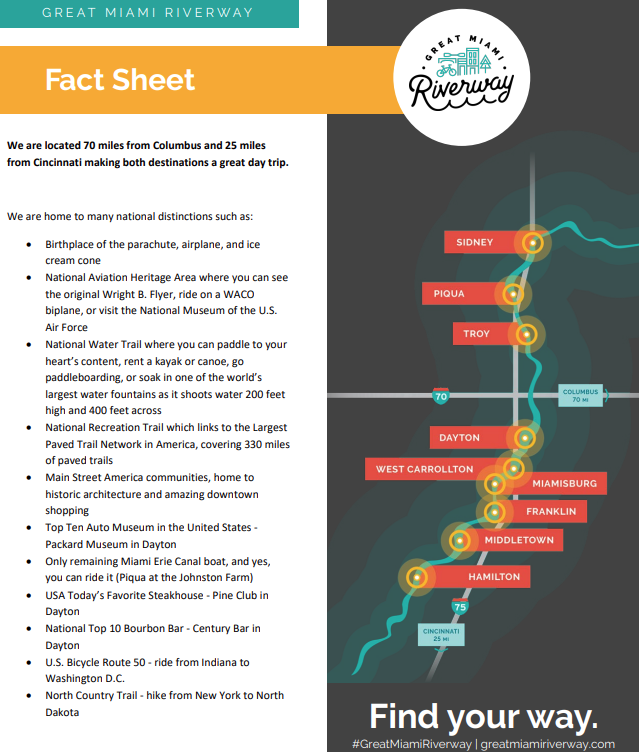 GREAT MIAMI RIVERWAY
Fact Sheet
GREAT MIAMI
Riverway
We are located 70 miles from Columbus and 25 miles
from Cincinnati making both destinations a great day trip.
We are home to many national distinctions such as:
• Birthplace of the parachute, airplane, and ice
cream cone
• National Aviation Heritage Area where you can see
the original Wright B. Flyer, ride on a WACO
biplane, or visit the National Museum of the U.S.
Air Force
• National Water Trail where you can paddle to your
heart's content, rent a kayak or canoe, go
paddleboarding, or soak in one of the world's
largest water fountains as it shoots water 200 feet
high and 400 feet across
• National Recreation Trail which links to the Largest
Paved Trail Network in America, covering 330 miles
of paved trails
• Main Street America communities, home to
historic architecture and amazing downtown
shopping
• Top Ten Auto Museum in the United States -
Packard Museum in Dayton
• Only remaining Miami Erie Canal boat, and yes,
you can ride it (Piqua at the Johnston Farm)
• USA Today's Favorite Steakhouse - Pine Club in
Dayton
• National Top 10 Bourbon Bar - Century Bar in
Dayton
• U.S. Bicycle Route 50 - ride from Indiana to
Washington D.C.
• North Country Trail - hike from New York to North
Dakota
SIDNEY
PIQUA
TROY
70
COLUMBUS
70 MI
DAYTON
WEST CARROLLTON
MIAMISBURG
FRANKLIN
MIDDLETOWN
HAMILTON
75
CINCINNATI
25 MI
Find your way.
#GreatMiamiRiverway | greatmiamiriverway.com